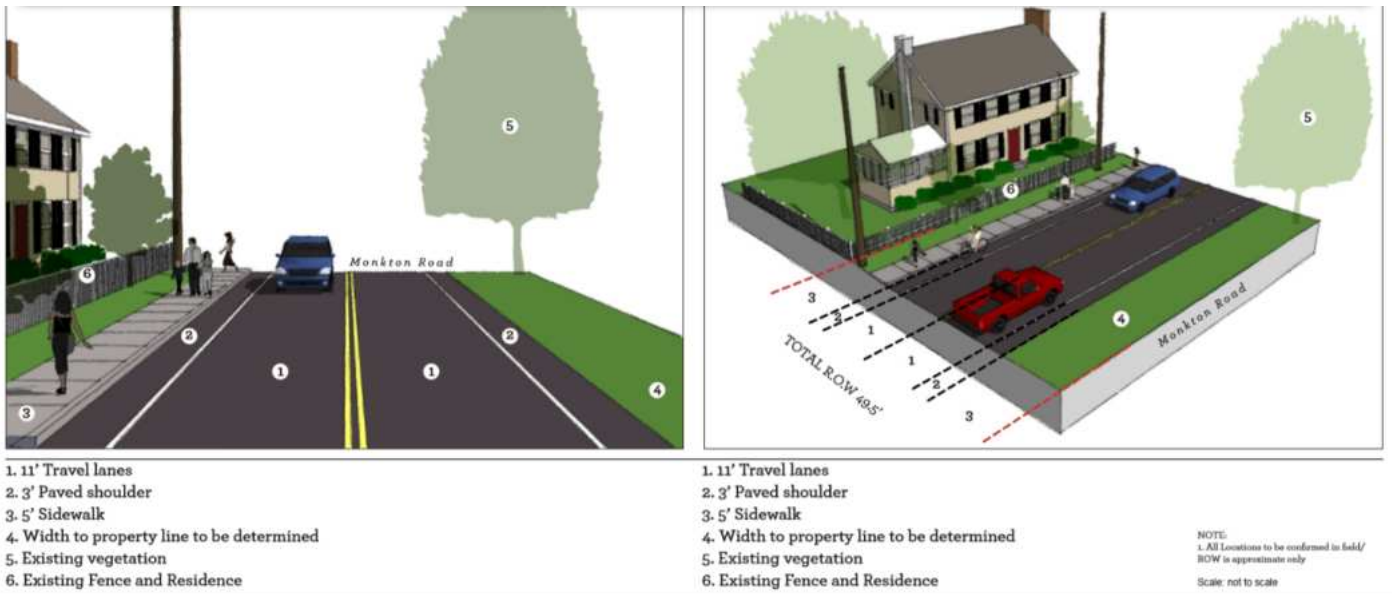 5
Monkton Road
6
2
2
1
1
4
3
1. 11' Travel lanes
2. 3' Paved shoulder
3. 5' Sidewalk
4. Width to property line to be determined
5. Existing vegetation
6. Existing Fence and Residence
5
6
3
2
1
4
Monkton Road
TOTAL R.O.W 49.5'
1
2
3
1. 11' Travel lanes
2. 3' Paved shoulder
3. 5' Sidewalk
4. Width to property line to be determined
5. Existing vegetation
6. Existing Fence and Residence
NOTE:
1. All Locations to be confirmed in field/
ROW is approximate only
Scale: not to scale